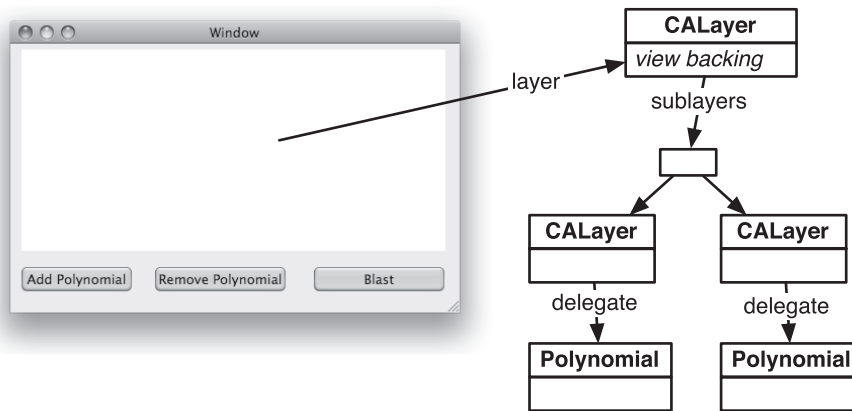 Window
Add Polynomial
Remove Polynomial
Blast
layer
CALayer
view backing
sublayers
CALayer
CALayer
delegate
delegate
Polynomial
Polynomial